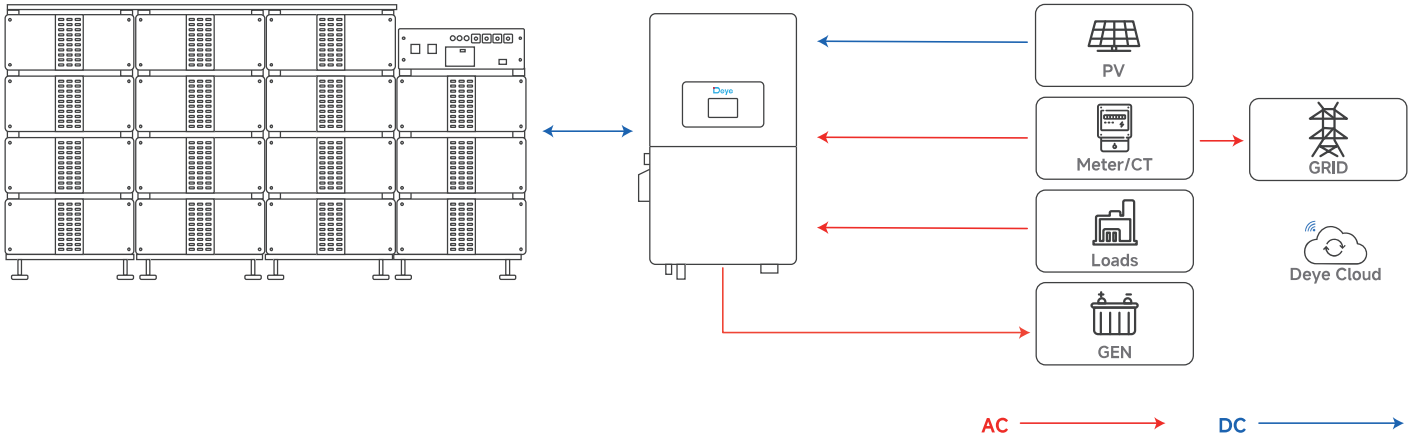 Deye
PV
Meter/CT
GRID
Loads
Deye Cloud
GEN
AC
DC